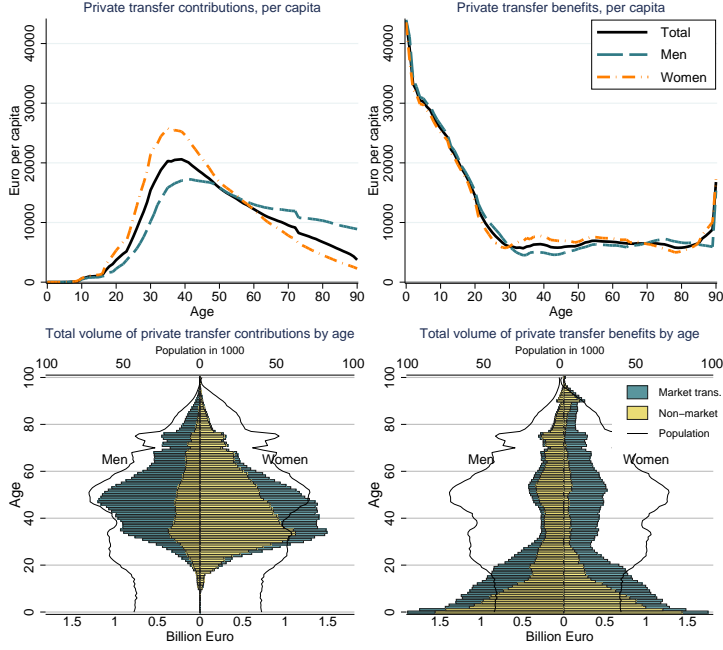 Private transfer contributions, per capita
Euro per capita
40000
30000
20000
10000
0
0 10 20 30 40 50 60 70 80 90
Age
Private transfer benefits, per capita
Total
Men
Women
Euro per capita
40000
30000
20000
10000
0
0 10 20 30 40 50 60 70 80 90
Age
Total volume of private transfer contributions by age
Population in 1000
100 50 0 50 100
Age
100
80
60
40
20
0
Men
Women
1.5 1 0.5 0 0.5 1 1.5
Billion Euro
Total volume of private transfer benefits by age
Population in 1000
100 50 0 50 100
Market trans.
Non-market
Population
Age
100
80
60
40
20
0
Men
Women
1.5 1 0.5 0 0.5 1 1.5
Billion Euro